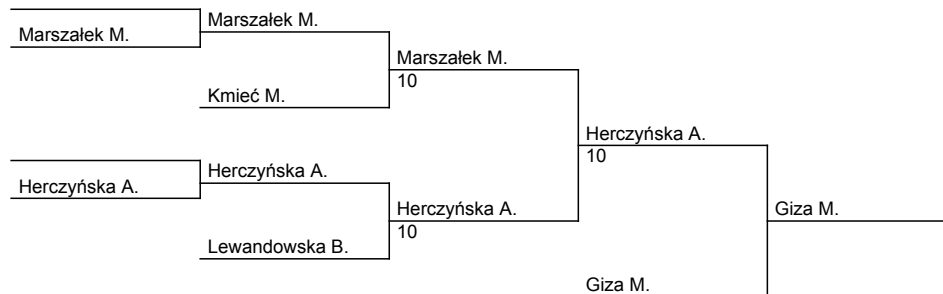 Marszałek M.
Marszałek M.
Marszałek M.
10
Kmieć M.
Herczyńska A.
10
Herczyńska A.
Herczyńska A.
Herczyńska A.
10
Giza M.
Lewandowska B.
Giza M.